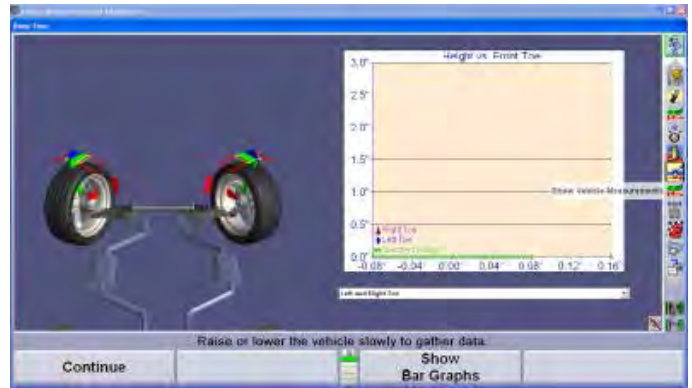 Height vs. Front Toe
3.0"
2.5"
2.0"
1.5"
1.0"
Show Vehicle Measurements
0.5"
Right Toe
Left Toe
0.0"
-0.08° -0.04° 0.00° 0.04° 0.08° 0.12° 0.16°
Left and Right Toe
Raise or lower the vehicle slowly to gather data.
Continue
Show
Bar Graphs